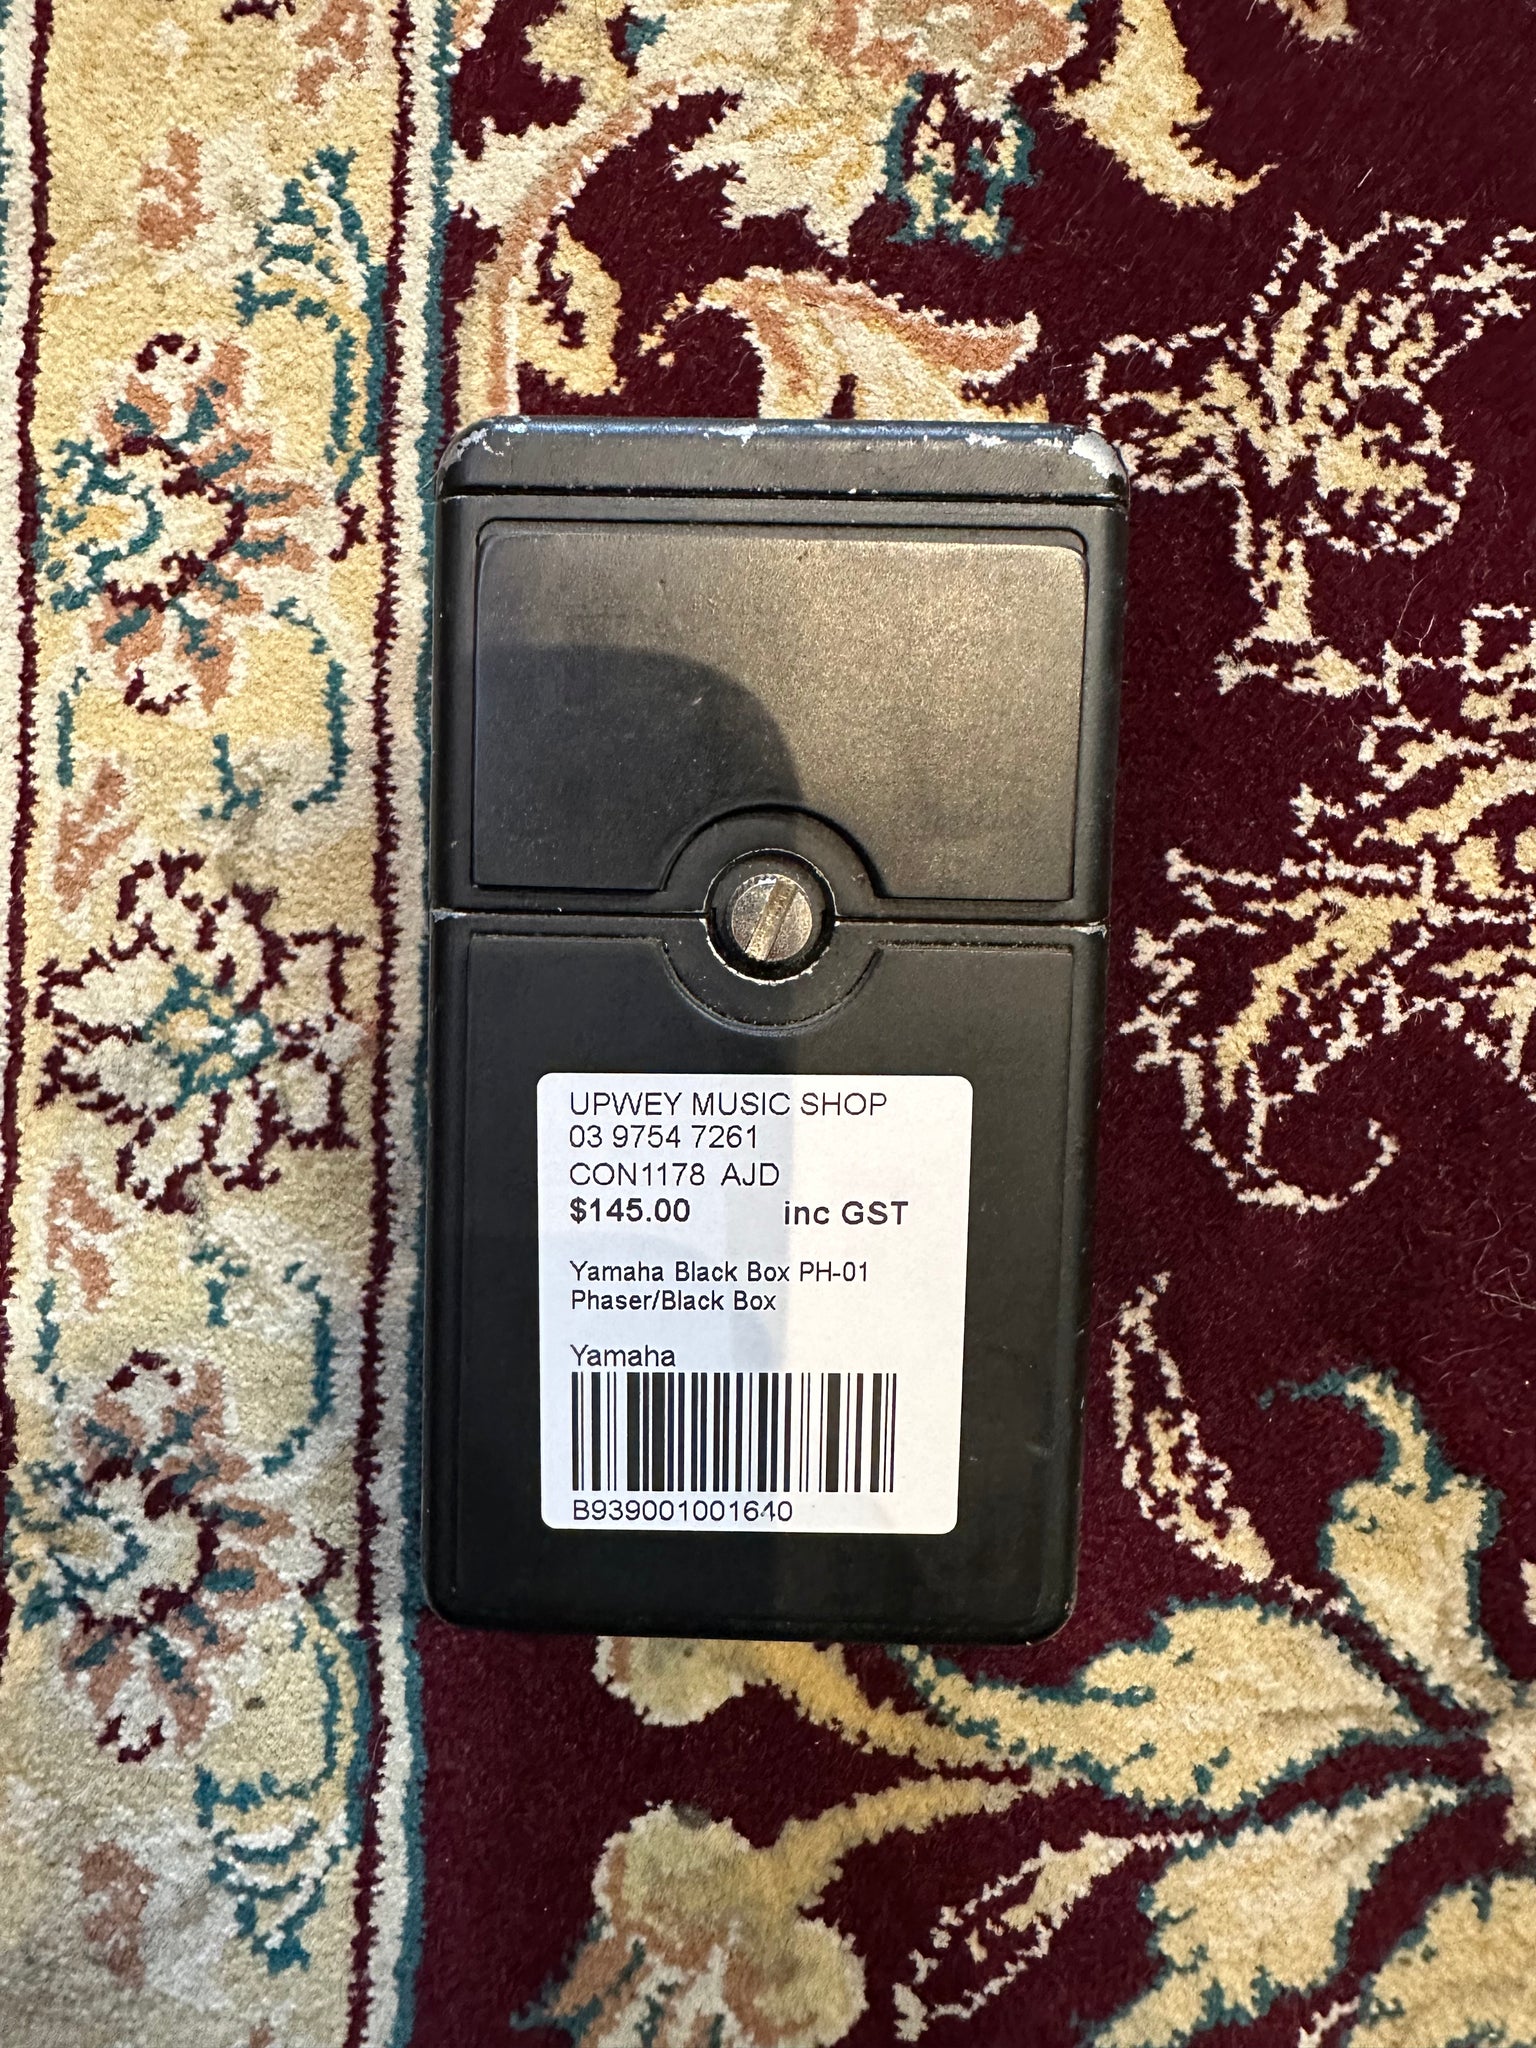 UPWEY MUSIC SHOP
03 9754 7261
CON1178 AJD
$145.00 inc GST
Yamaha Black Box PH-01
Phaser/Black Box
Yamaha
B939001001640